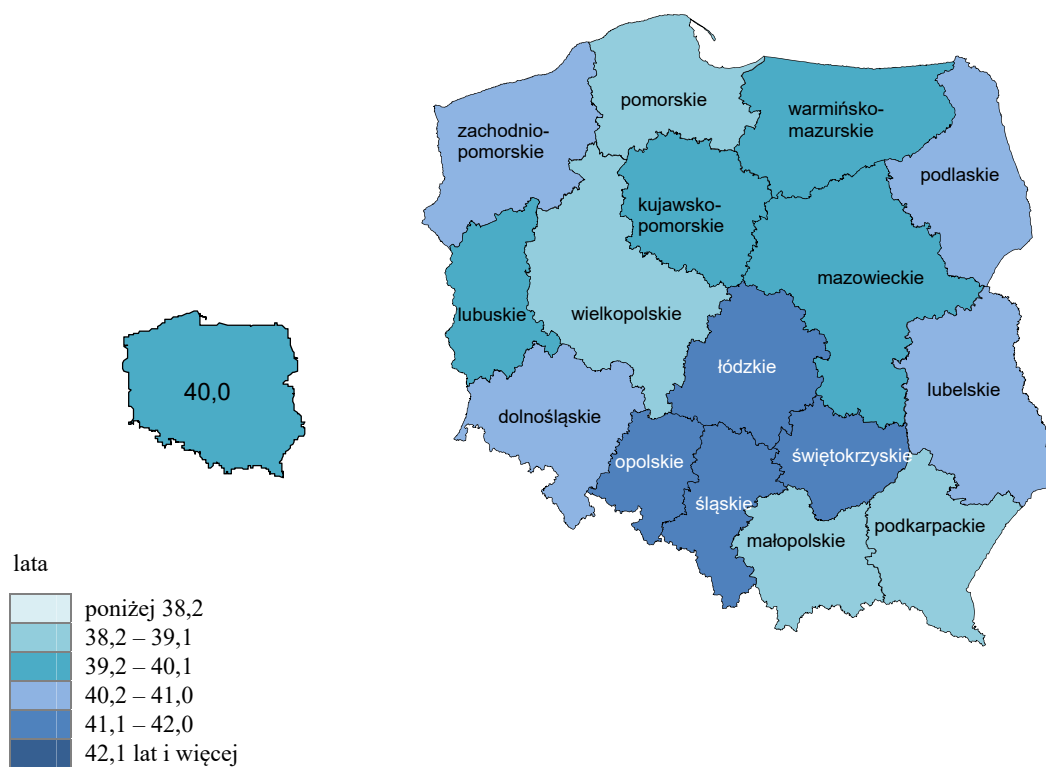 pomorskie
warmińsko-
mazurskie
zachodnio-
pomorskie
podlaskie
kujawsko-
pomorskie
mazowieckie
lubuskie
wielkopolskie
łódzkie
40,0
lubelskie
dolnośląskie
opolskie
świętokrzyskie
śląskie
małopolskie
podkarpackie
lata
poniżej 38,2
38,2 – 39,1
39,2 – 40,1
40,2 – 41,0
41,1 – 42,0
42,1 lat i więcej